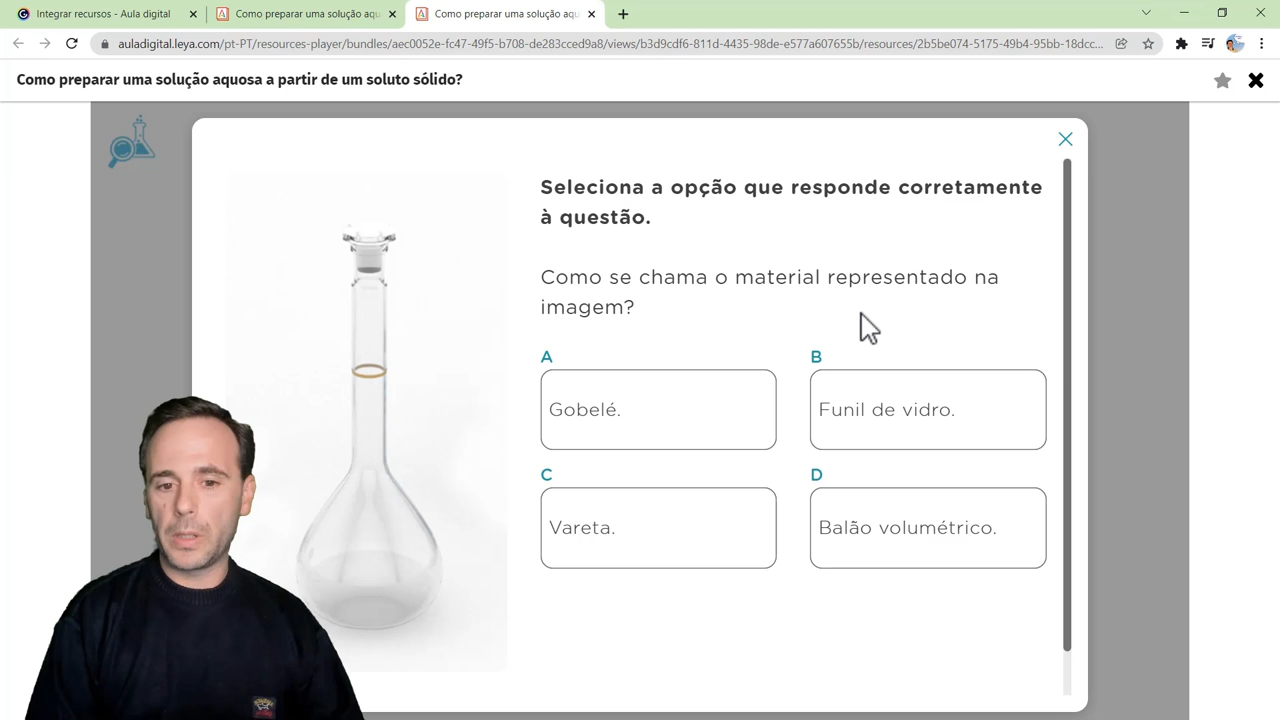 Integrar recursos - Aula digital
Como preparar uma solução aqu
Como preparar uma solução aqu
auladigital.leya.com/pt-PT/resources-player/bundles/aec0052e-fc47-49f5-b708-de283cced9a8/views/b3d9cdf6-811d-4435-98de-e577a607655b/resources/2b5be074-5175-49b4-95bb-18dcc...
Como preparar uma solução aquosa a partir de um soluto sólido?
Seleciona a opção que responde corretamente
à questão.
Como se chama o material representado na
imagem?
A
B
Gobelé.
Funil de vidro.
C
D
Vareta.
Balão volumétrico.